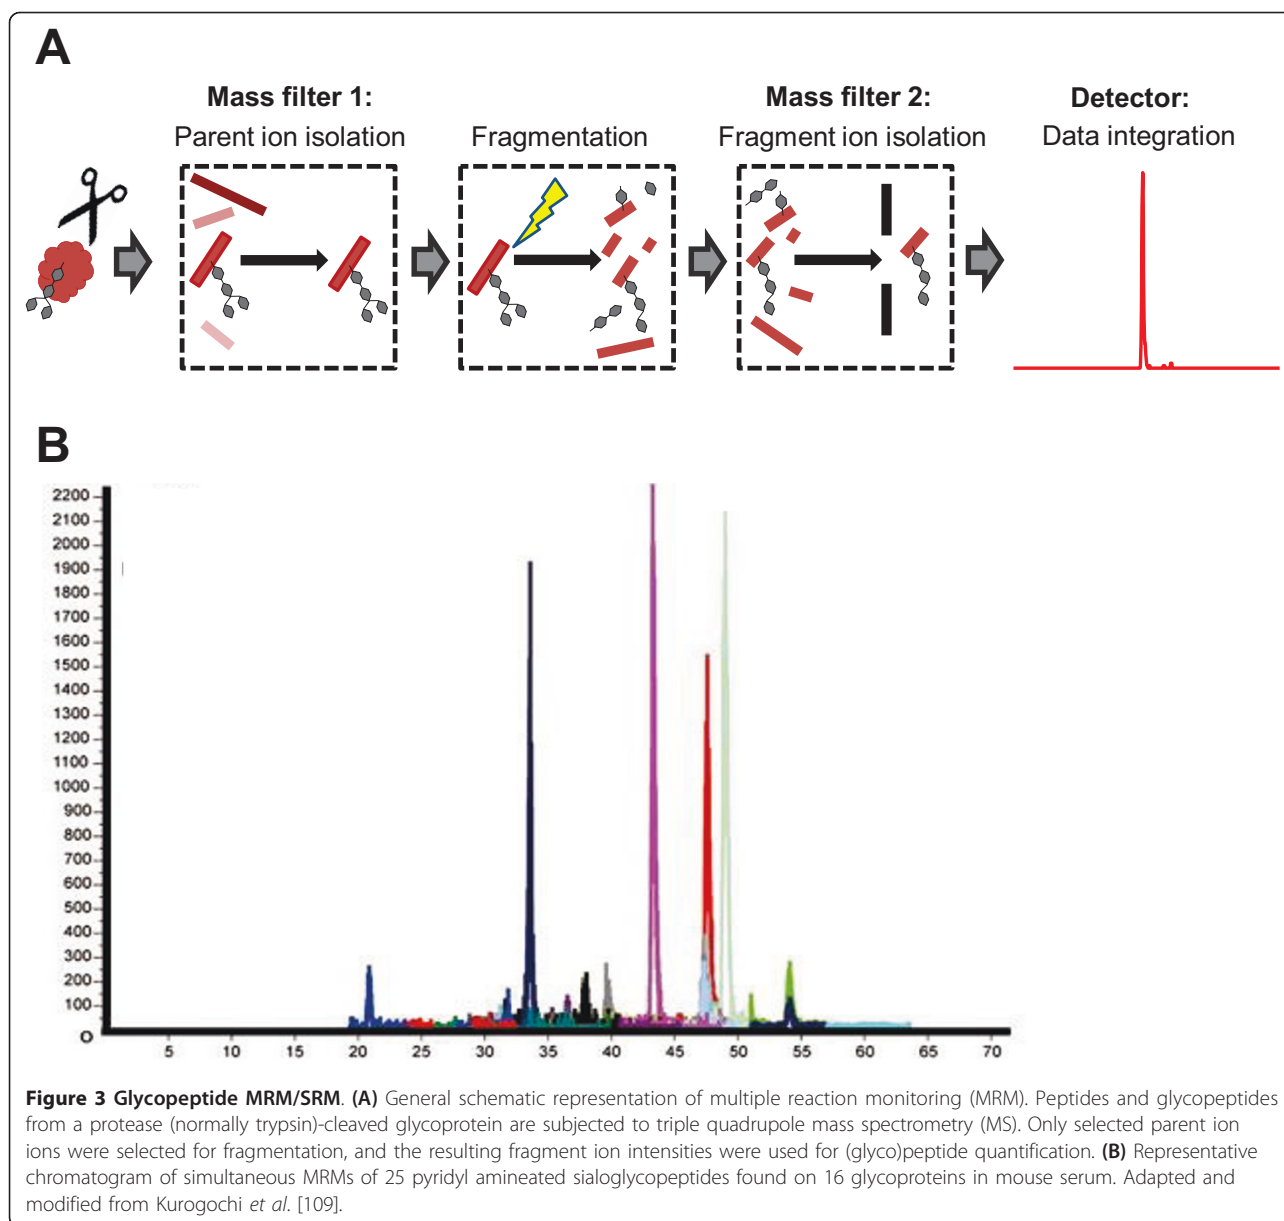 A
Mass filter 1:
Parent ion isolation
Fragmentation
Mass filter 2:
Fragment ion isolation
Detector:
Data integration
B
2200
2100
2000
1900
1800
1700
1600
1500
1400
1300
1200
1100
1000
900
800
700
600
500
400
300
200
100
0
5 10 15 20 25 30 35 40 45 50 55 60 65 70
Figure 3 Glycopeptide MRM/SRM. (A) General schematic representation of multiple reaction monitoring (MRM). Peptides and glycopeptides
from a protease (normally trypsin)-cleaved glycoprotein are subjected to triple quadrupole mass spectrometry (MS). Only selected parent ion
ions were selected for fragmentation, and the resulting fragment ion intensities were used for (glyco)peptide quantification. (B) Representative
chromatogram of simultaneous MRMs of 25 pyridyl amineated sialoglycopeptides found on 16 glycoproteins in mouse serum. Adapted and
modified from Kurogochi et al. [109].